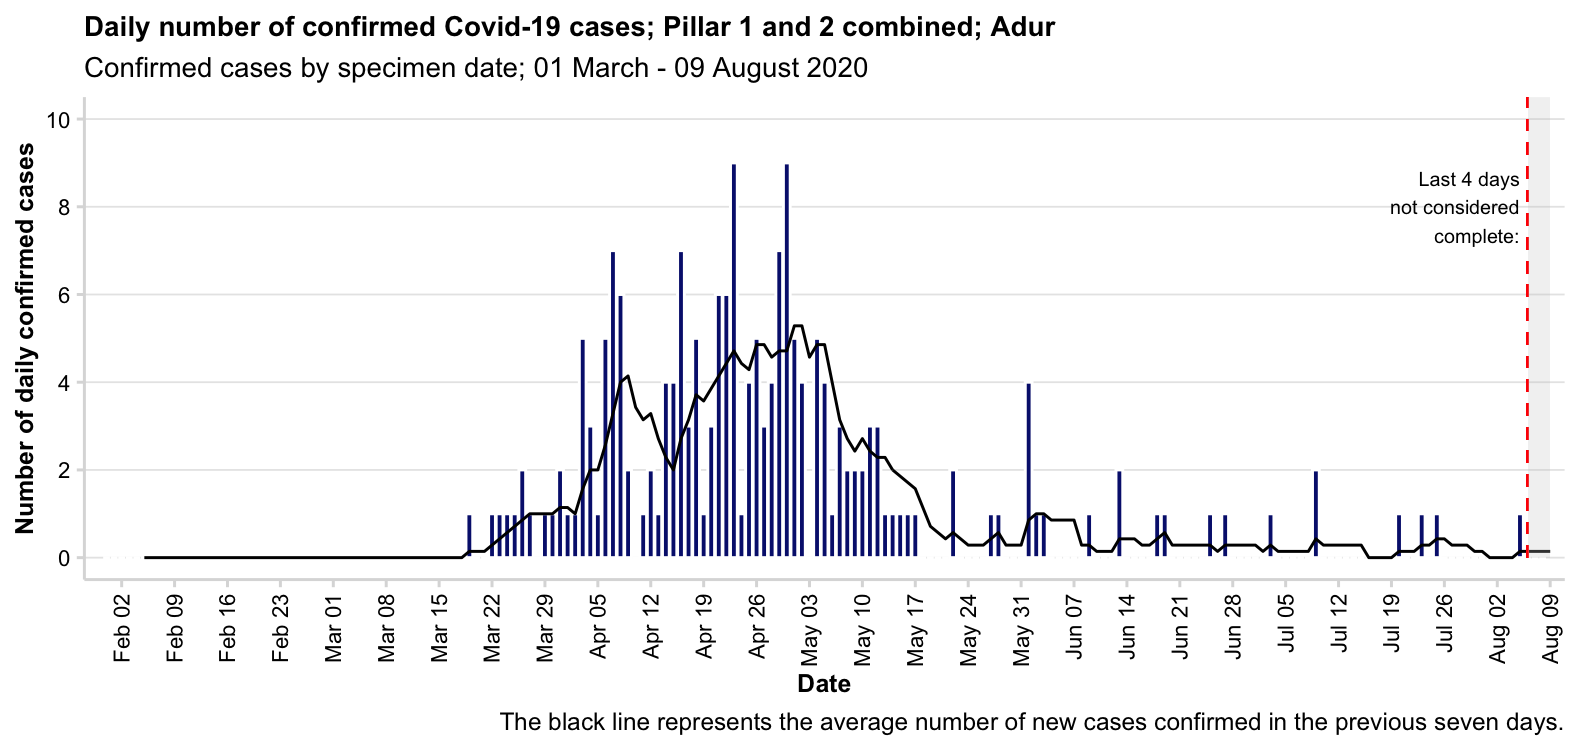 Daily number of confirmed Covid-19 cases; Pillar 1 and 2 combined; Adur
Confirmed cases by specimen date; 01 March - 09 August 2020
Number of daily confirmed cases
10
8
6
4
2
0
Last 4 days
not considered
complete:
Feb 02
Feb 09
Feb 16
Feb 23
Mar 01
Mar 08
Mar 15
Mar 22
Mar 29
Apr 05
Apr 12
Apr 19
Apr 26
May 03
May 10
May 17
May 24
May 31
Jun 07
Jun 14
Jun 21
Jun 28
Jul 05
Jul 12
Jul 19
Jul 26
Aug 02
Aug 09
Date
The black line represents the average number of new cases confirmed in the previous seven days.